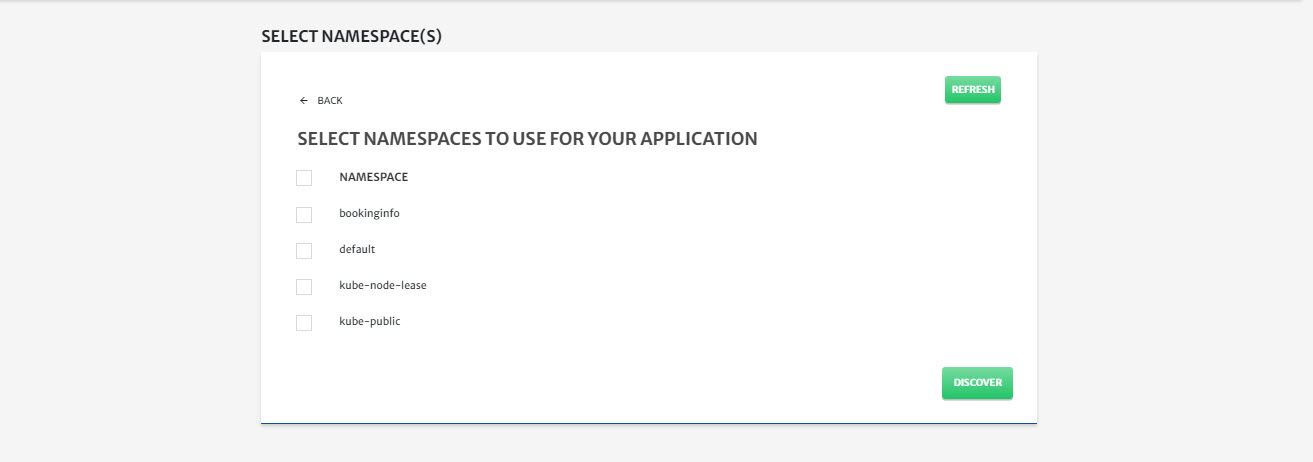 SELECT NAMESPACE(S)
REFRESH
← BACK
SELECT NAMESPACES TO USE FOR YOUR APPLICATION
NAMESPACE
bookinginfo
default
kube-node-lease
kube-public
DISCOVER